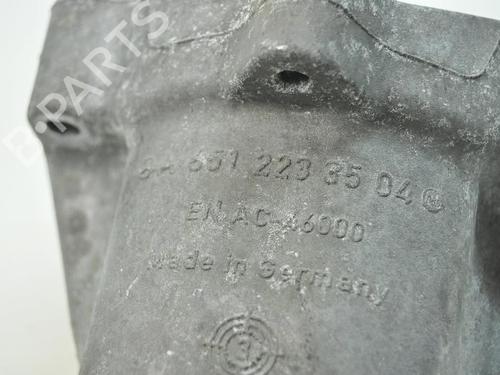 B-PARTS
A 651 223 35 04
EN AC-46000
Made in Germany